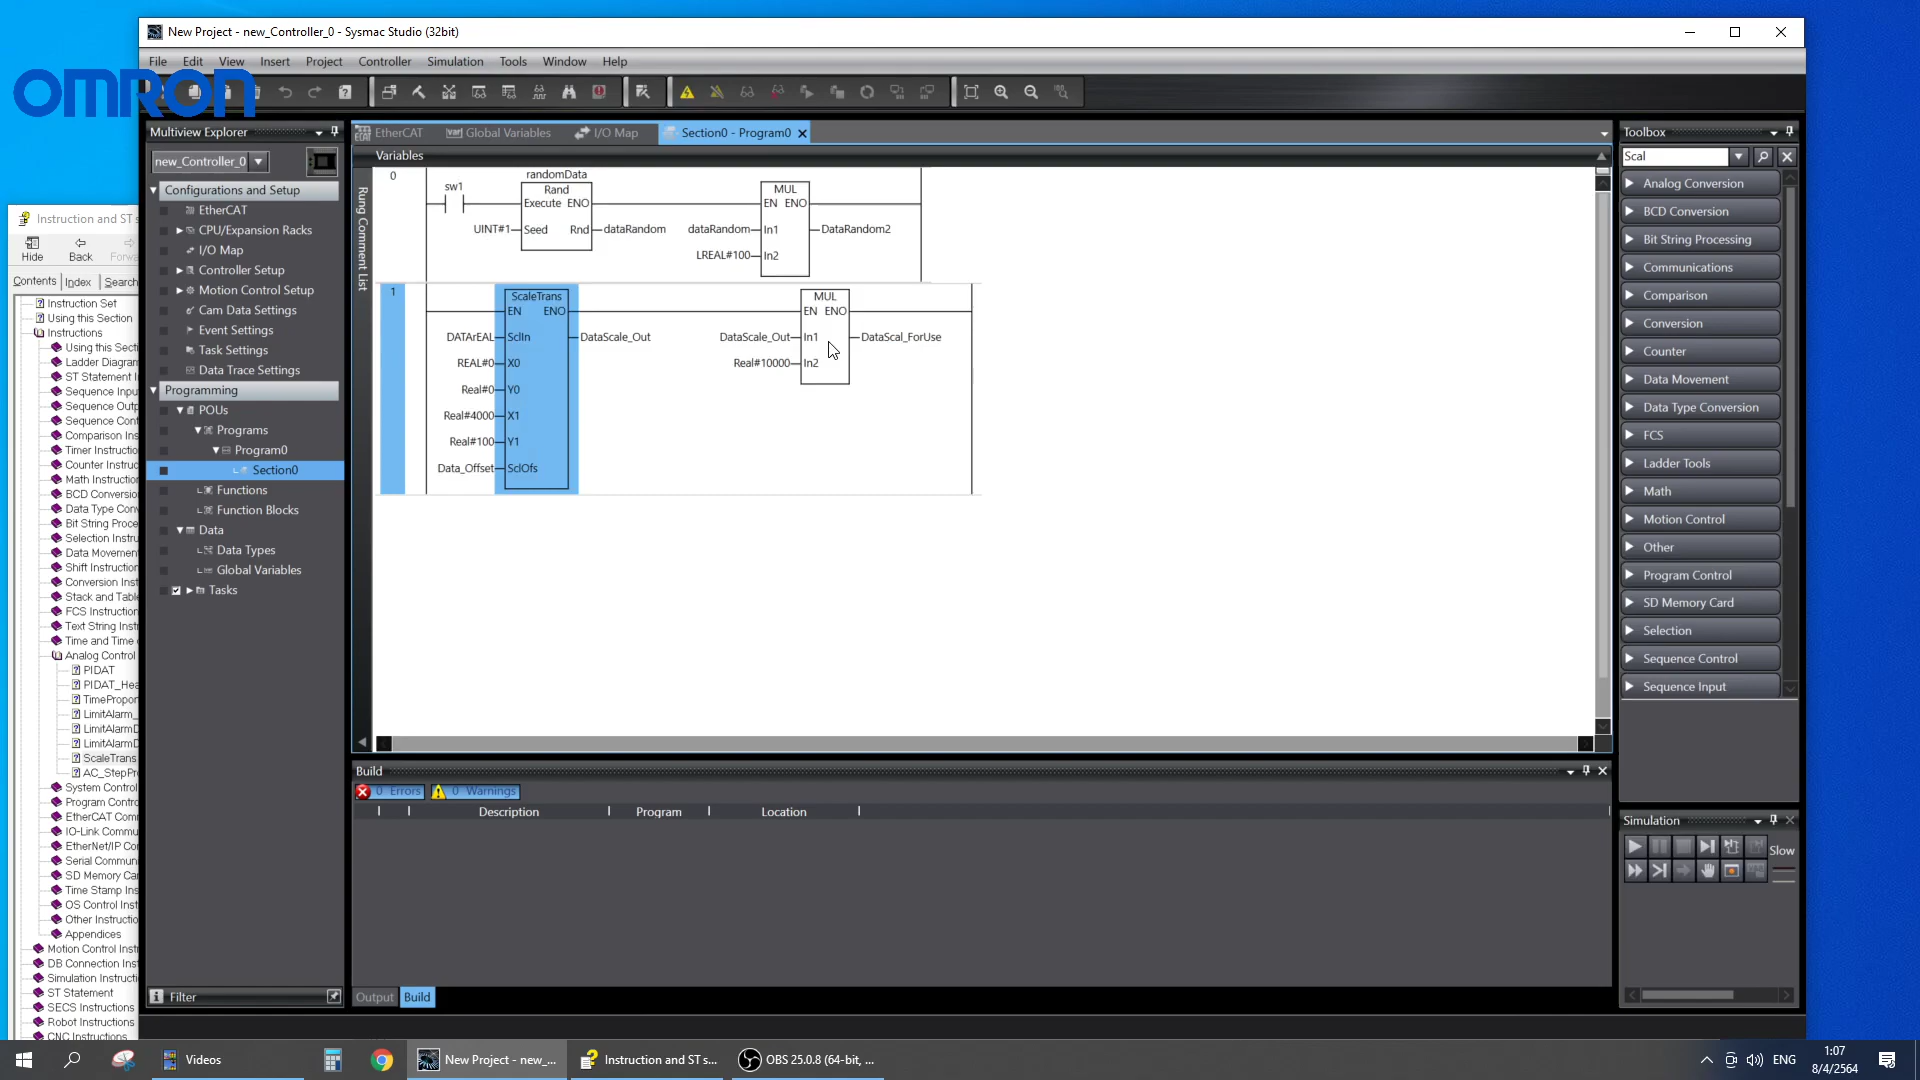 New Project - new_Controller_0 - Sysmac Studio (32bit)
File Edit View Insert Project Controller Simulation Tools Window Help
OMRON
Multiview Explorer
new_Controller_0
Configurations and Setup
EtherCAT
CPU/Expansion Racks
I/O Map
Controller Setup
Motion Control Setup
Cam Data Settings
Event Settings
Task Settings
Data Trace Settings
Programming
POUs
Programs
Program0
Section0
Functions
Function Blocks
Data
Data Types
Global Variables
Tasks
Filter
Instruction and ST s
Hide Back Forwa
Contents Index Search
Instruction Set
Using this Section
Instructions
Using this Secti
Ladder Diagram
ST Statement I
Sequence Inpu
Sequence Outp
Sequence Cont
Comparison Ins
Timer Instructio
Counter Instruc
Math Instruction
BCD Conversio
Data Type Conv
Bit String Proce
Selection Instru
Data Movement
Shift Instruction
Conversion Inst
Stack and Table
FCS Instruction
Text String Inst
Time and Time
Analog Control
PIDAT
PIDAT_Hea
TimePropor
LimitAlarm_
LimitAlarmD
LimitAlarmD
ScaleTrans
AC_StepPro
System Control
Program Contro
EtherCAT Com
IO-Link Commu
EtherNet/IP Co
Serial Commun
SD Memory Car
Time Stamp Ins
OS Control Inst
Other Instructio
Appendices
Motion Control Instr
DB Connection Inst
Simulation Instructi
ST Statement
SECS Instructions
Robot Instructions
CNC Instructions
EtherCAT Global Variables I/O Map Section0 - Program0
Variables
Rung Comment List
0
sw1
randomData
Rand
Execute ENO
UINT#1 Seed Rnd dataRandom
MUL
EN ENO
dataRandom In1 DataRandom2
LREAL#100 In2
1
ScaleTrans
EN ENO
DATArEAL SclIn DataScale_Out
REAL#0 X0
Real#0 Y0
Real#4000 X1
Real#100 Y1
Data_Offset SclOfs
MUL
EN ENO
DataScale_Out In1 DataScal_ForUse
Real#10000 In2
Build
0 Errors 0 Warnings
Description Program Location
Output Build
Toolbox
Scal
Analog Conversion
BCD Conversion
Bit String Processing
Communications
Comparison
Conversion
Counter
Data Movement
Data Type Conversion
FCS
Ladder Tools
Math
Motion Control
Other
Program Control
SD Memory Card
Selection
Sequence Control
Sequence Input
Simulation
Slow
Videos
New Project - new_...
Instruction and ST s...
OBS 25.0.8 (64-bit, ...
ENG
1:07
8/4/2564